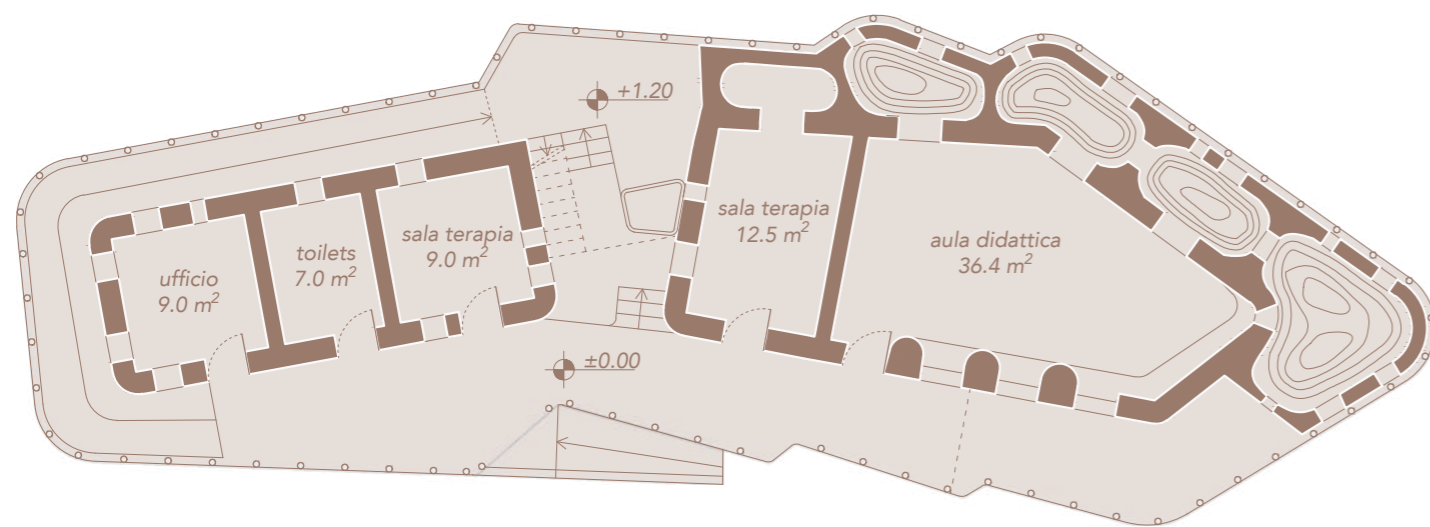 +1.20
ufficio
9.0 m²
toilets
7.0 m²
sala terapia
9.0 m²
sala terapia
12.5 m²
aula didattica
36.4 m²
±0.00